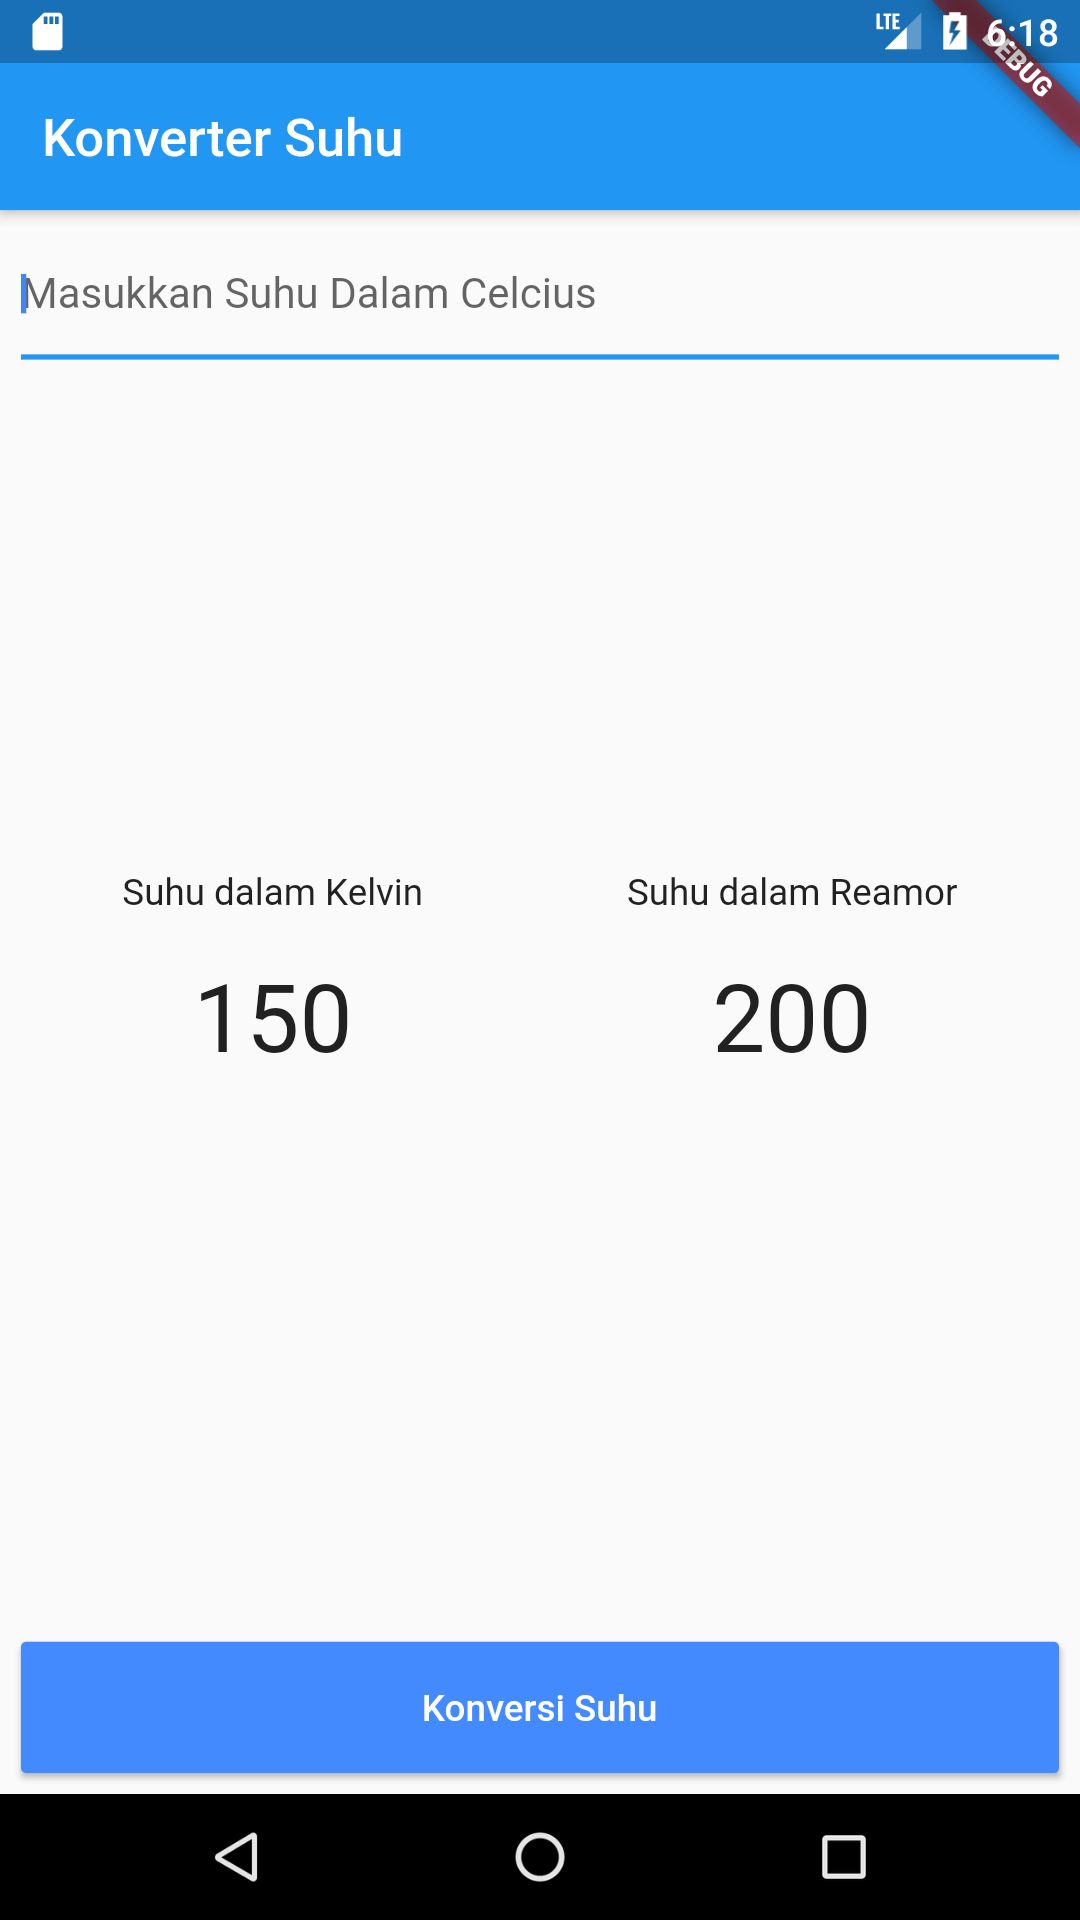 LTE 6:18
DEBUG
Konverter Suhu
Masukkan Suhu Dalam Celcius
Suhu dalam Kelvin Suhu dalam Reamor
150 200
Konversi Suhu